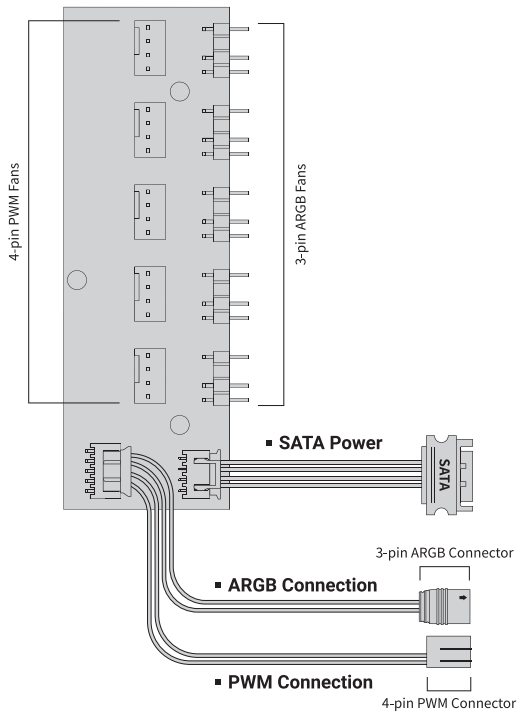 4-pin PWM Fans
3-pin ARGB Fans
▪ SATA Power
SATA
3-pin ARGB Connector
▪ ARGB Connection
▪ PWM Connection
4-pin PWM Connector